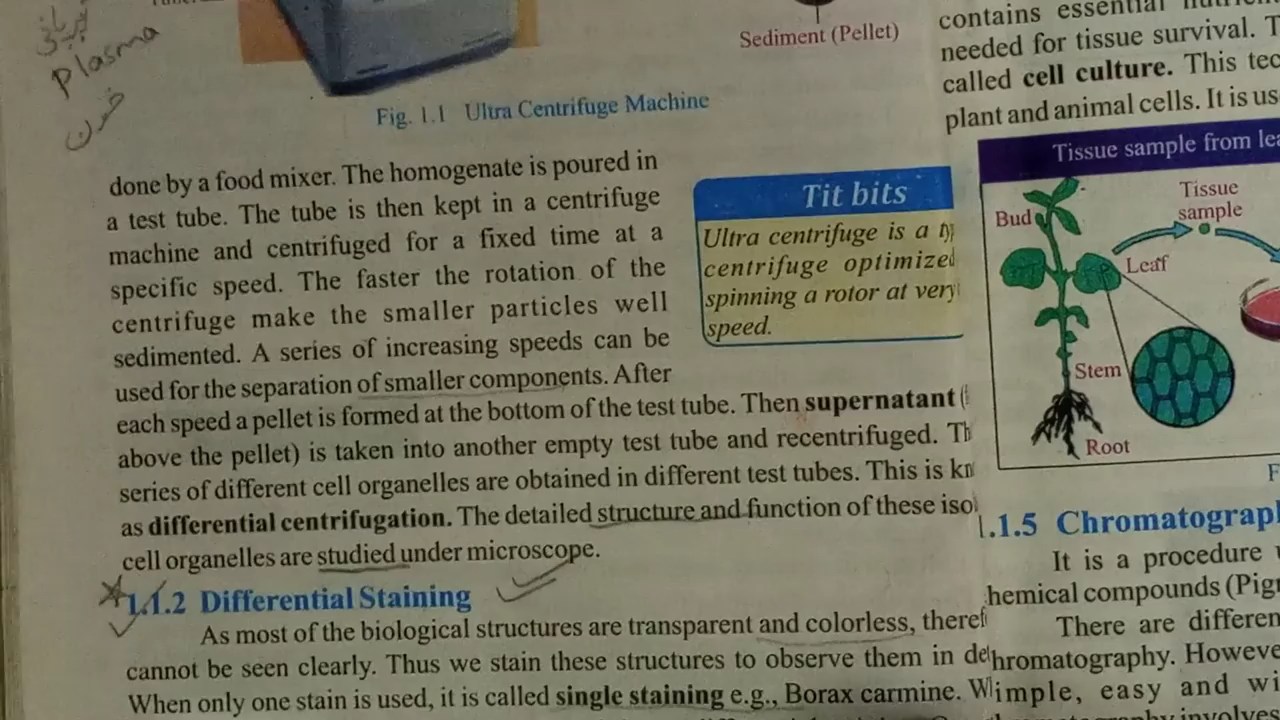 Plasma
Sediment (Pellet)
Fig. 1.1 Ultra Centrifuge Machine
done by a food mixer. The homogenate is poured in
a test tube. The tube is then kept in a centrifuge
machine and centrifuged for a fixed time at a
specific speed. The faster the rotation of the
centrifuge make the smaller particles well
sedimented. A series of increasing speeds can be
used for the separation of smaller components. After
each speed a pellet is formed at the bottom of the test tube. Then supernatant
above the pellet) is taken into another empty test tube and recentrifuged. Th
series of different cell organelles are obtained in different test tubes. This is kn
as differential centrifugation. The detailed structure and function of these iso
cell organelles are studied under microscope.
Tit bits
Ultra centrifuge is a ty
centrifuge optimized
spinning a rotor at very
speed.
1.1.2 Differential Staining
As most of the biological structures are transparent and colorless, theref
cannot be seen clearly. Thus we stain these structures to observe them in de
When only one stain is used, it is called single staining e.g., Borax carmine. W
contains essential
needed for tissue survival. T
called cell culture. This tec
plant and animal cells. It is us
Tissue sample from lea
Bud
Tissue
sample
Leaf
Stem
Root
F
.1.5 Chromatograp
It is a procedure
hemical compounds (Pig
There are differen
hromatography. Howeve
imple, easy and wi
involves